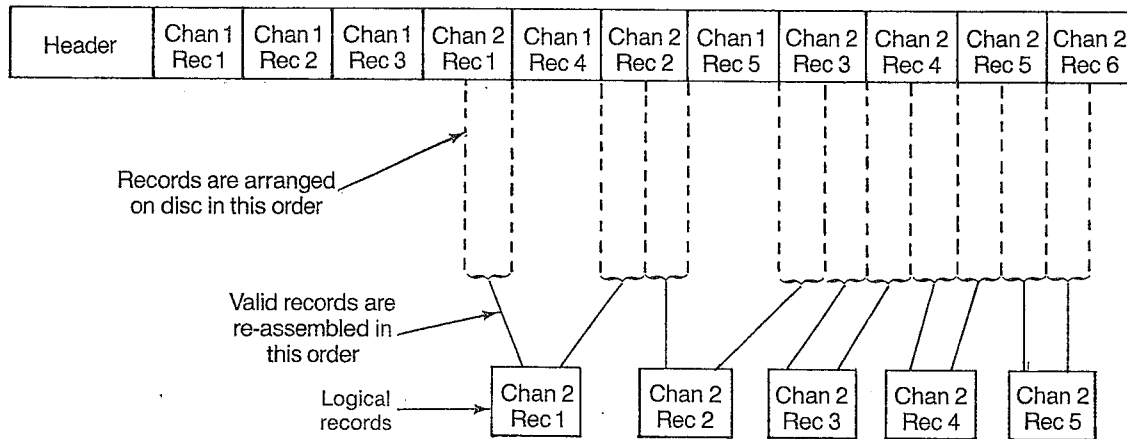 Header
Chan 1
Rec 1
Chan 1
Rec 2
Chan 1
Rec 3
Chan 2
Rec 1
Chan 1
Rec 4
Chan 2
Rec 2
Chan 1
Rec 5
Chan 2
Rec 3
Chan 2
Rec 4
Chan 2
Rec 5
Chan 2
Rec 6
Records are arranged
on disc in this order
Valid records are
re-assembled in
this order
Logical
records
Chan 2
Rec 1
Chan 2
Rec 2
Chan 2
Rec 3
Chan 2
Rec 4
Chan 2
Rec 5